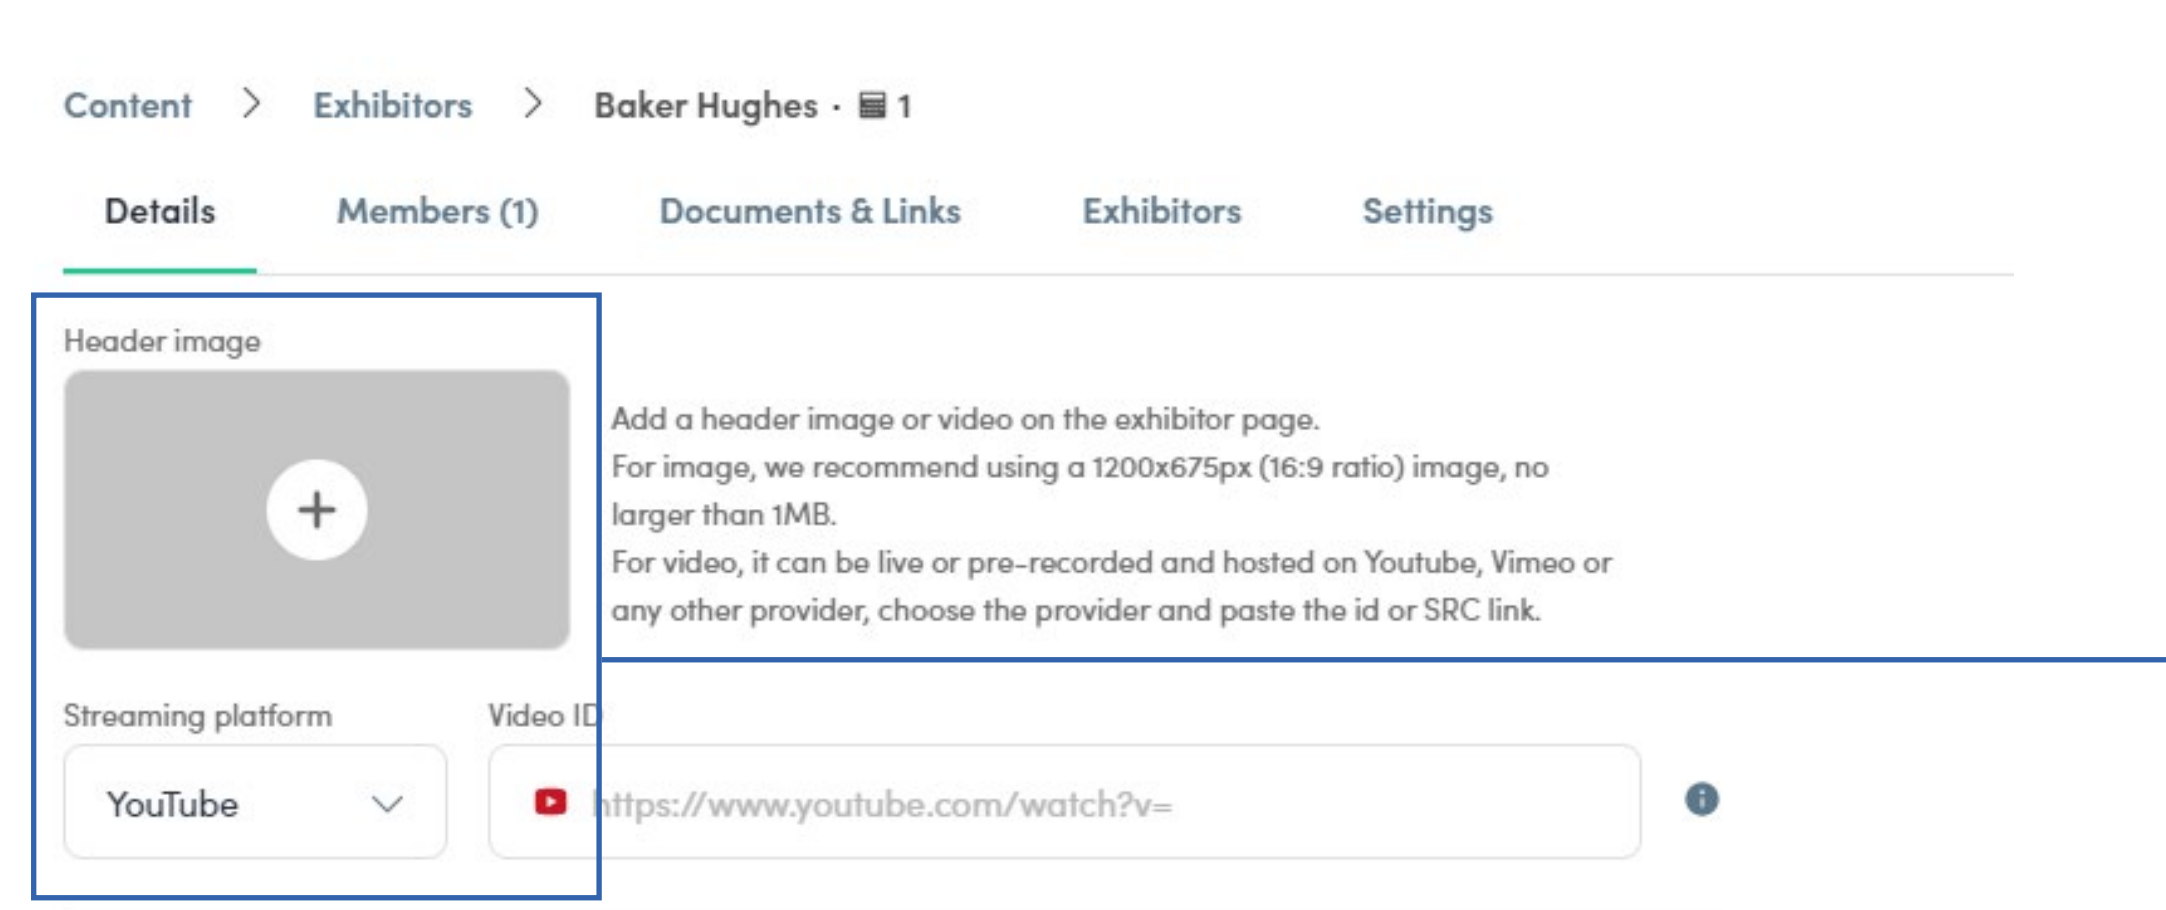 Content > Exhibitors > Baker Hughes · 1
Details Members (1) Documents & Links Exhibitors Settings
Header image
Add a header image or video on the exhibitor page.
For image, we recommend using a 1200x675px (16:9 ratio) image, no
larger than 1MB.
For video, it can be live or pre-recorded and hosted on Youtube, Vimeo or
any other provider, choose the provider and paste the id or SRC link.
Streaming platform Video ID
YouTube https://www.youtube.com/watch?v=